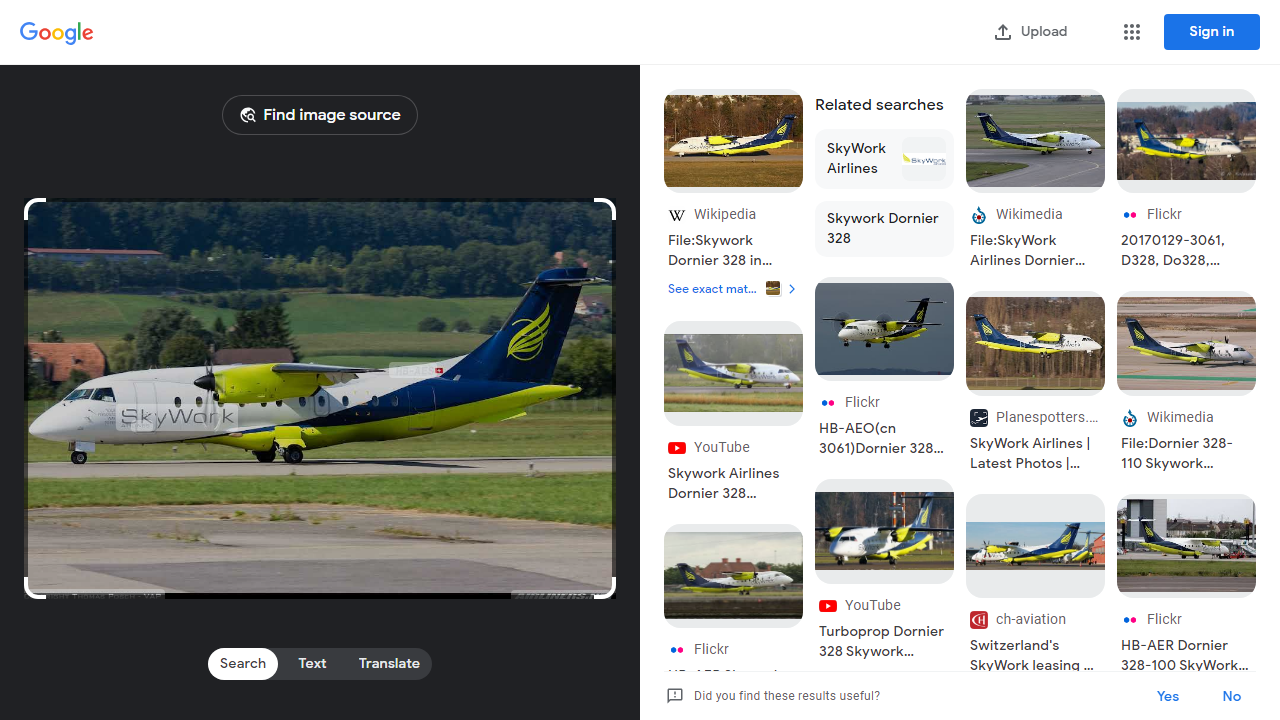 Google
Upload
Sign in
Find image source
SkyWork
Search
Text
Translate
Related searches
SkyWork
Airlines
SkyWork
Skywork Dornier
328
Wikipedia
File:Skywork
Dornier 328 in...
See exact mat...
YouTube
Skywork Airlines
Dornier 328...
Flickr
Flickr
HB-AEO(cn
3061)Dornier 328...
YouTube
Turboprop Dornier
328 Skywork...
Wikimedia
File:SkyWork
Airlines Dornier...
Planespotters....
SkyWork Airlines |
Latest Photos |...
ch-aviation
Switzerland's
SkyWork leasing ...
Flickr
20170129-3061,
D328, Do328,...
Wikimedia
File:Dornier 328-
110 Skywork...
Flickr
HB-AER Dornier
328-100 SkyWork...
Did you find these results useful?
Yes
No